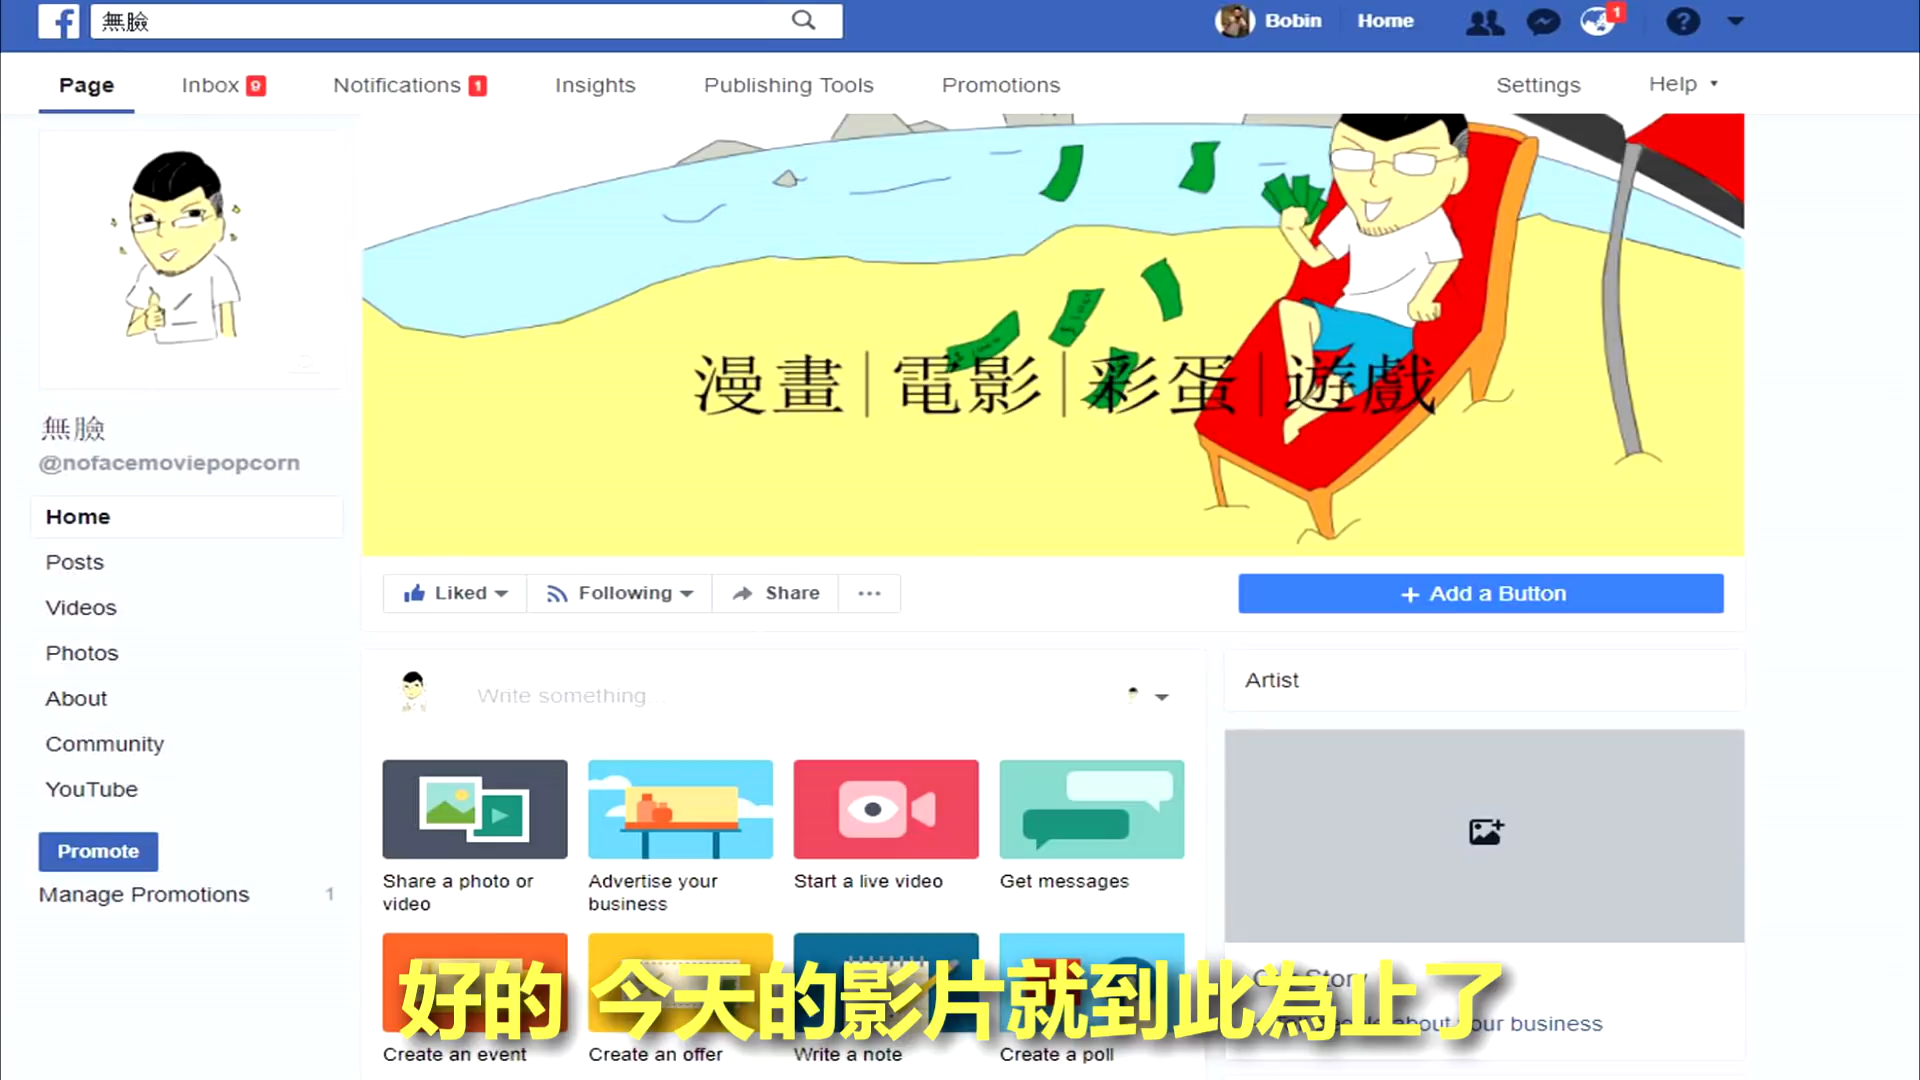 無臉
Bobin
Home
1
Page
Inbox 9
Notifications 1
Insights
Publishing Tools
Promotions
Settings
Help
漫畫|電影|彩蛋|遊戲
無臉
@nofacemoviepopcorn
Home
Posts
Videos
Photos
About
Community
YouTube
Promote
Manage Promotions 1
Liked
Following
Share
+ Add a Button
Write something...
Artist
Share a photo or
video
Advertise your
business
Start a live video
Get messages
Story
about your business
Create an event
Create an offer
Write a note
Create a poll
好的 今天的影片就到此為止了